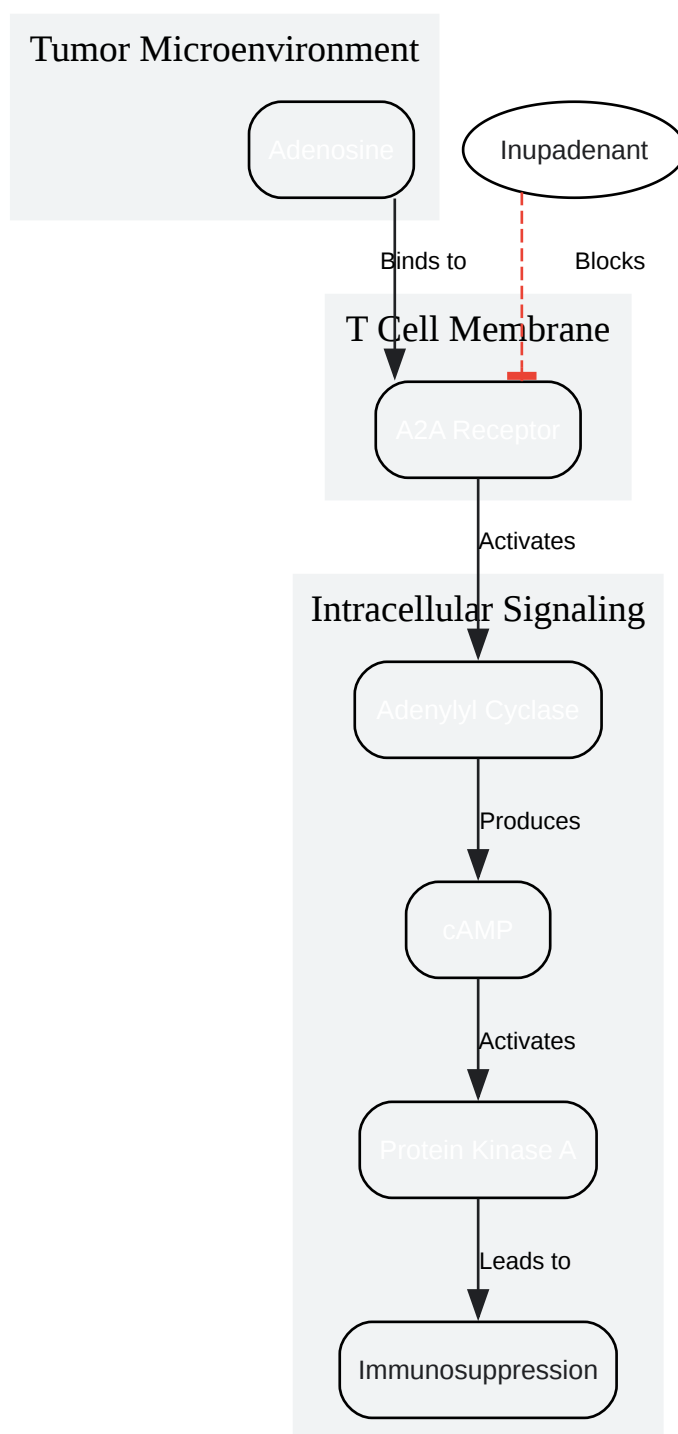 Tumor Microenvironment
Adenosine
Inupadenant
Binds to
Blocks
T Cell Membrane
A2A Receptor
Activates
Intracellular Signaling
Adenylyl Cyclase
Produces
cAMP
Activates
Protein Kinase A
Leads to
Immunosuppression